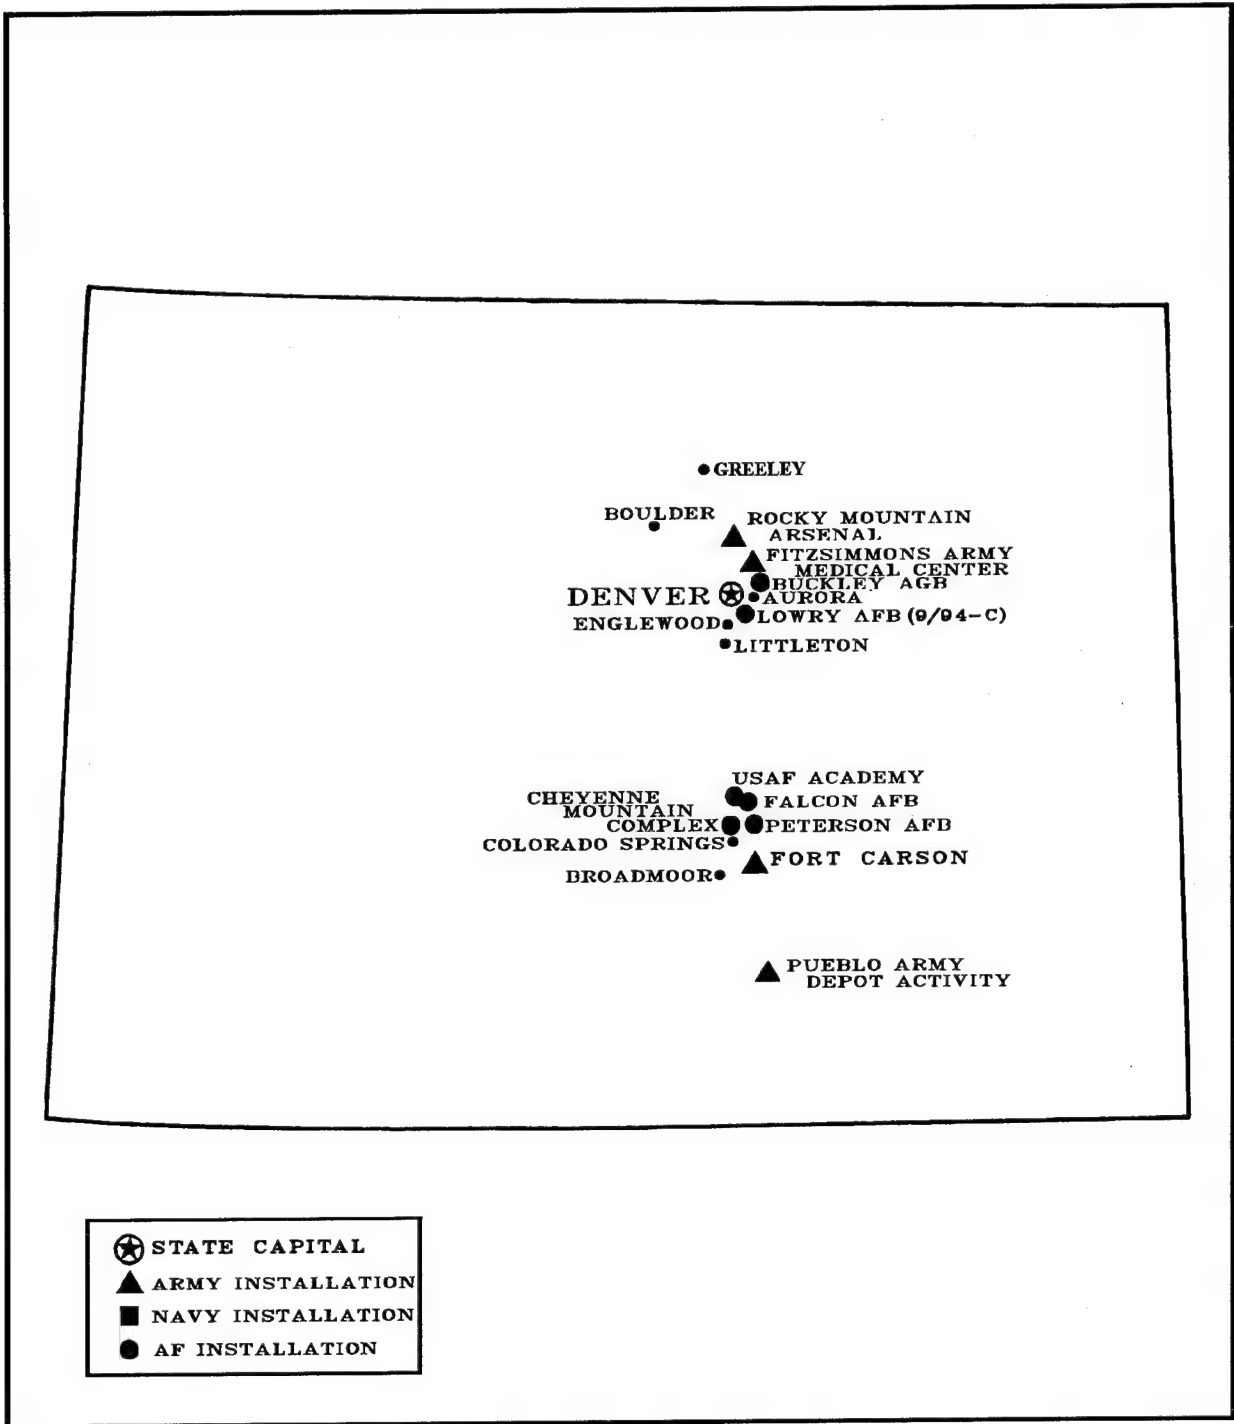 GREELEY
BOULDER
ROCKY MOUNTAIN
ARSENAL
FITZSIMMONS ARMY
MEDICAL CENTER
BUCKLEY AGB
DENVER
AURORA
LOWRY AFB (9/94-C)
ENGLEWOOD
LITTLETON
USAF ACADEMY
CHEYENNE
MOUNTAIN
COMPLEX
FALCON AFB
PETERSON AFB
COLORADO SPRINGS
FORT CARSON
BROADMOOR
PUEBLO ARMY
DEPOT ACTIVITY
STATE CAPITAL
ARMY INSTALLATION
NAVY INSTALLATION
AF INSTALLATION